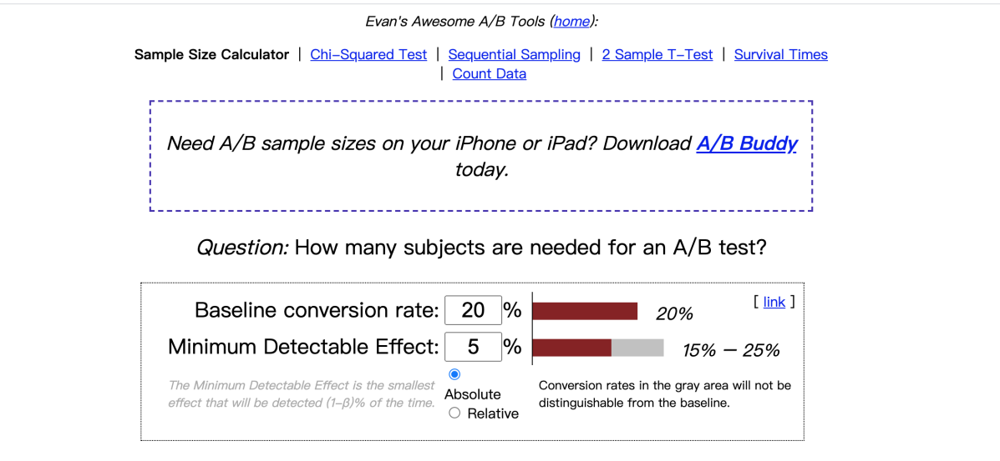 Evan's Awesome A/B Tools (home):
Sample Size Calculator | Chi-Squared Test | Sequential Sampling | 2 Sample T-Test | Survival Times
| Count Data
Need A/B sample sizes on your iPhone or iPad? Download A/B Buddy
today.
Question: How many subjects are needed for an A/B test?
[ link ]
Baseline conversion rate: 20 % 20%
Minimum Detectable Effect: 5 % 15% – 25%
The Minimum Detectable Effect is the smallest
effect that will be detected (1-β)% of the time.
Absolute
Relative
Conversion rates in the gray area will not be
distinguishable from the baseline.